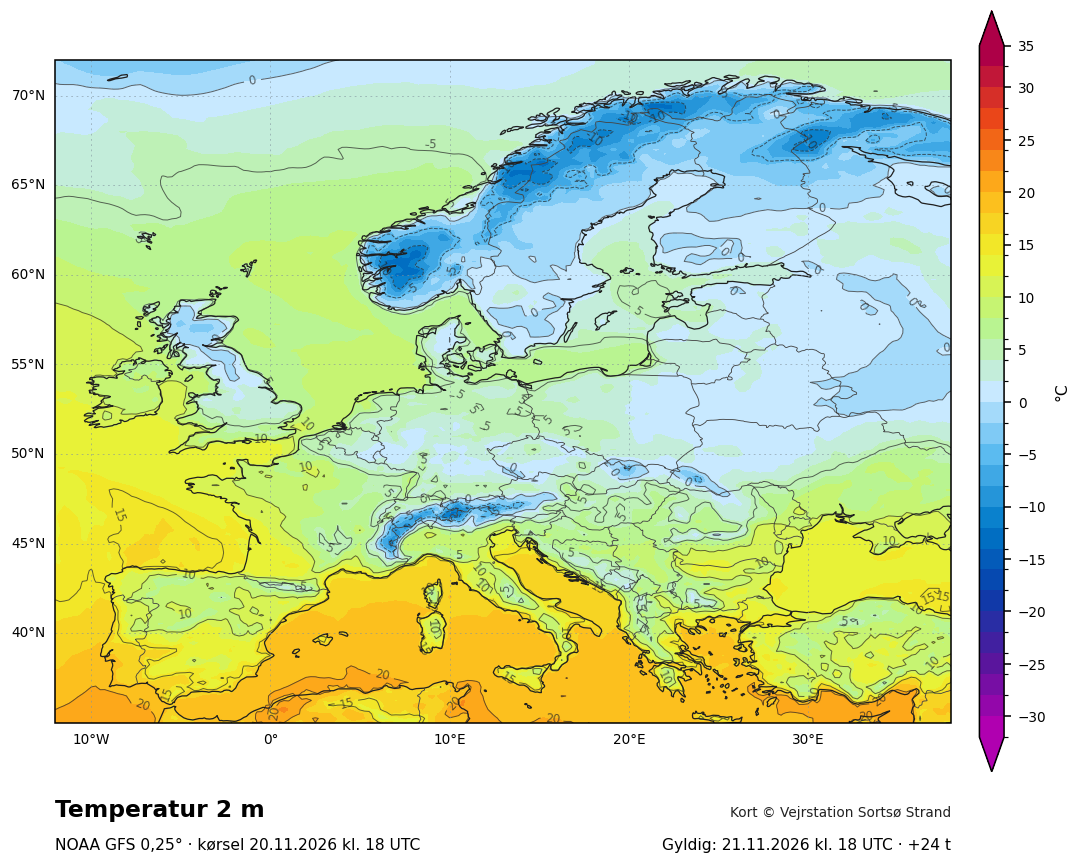 35
30
25
20
15
10
5
0
−5
−10
−15
−20
−25
−30
°C
70°N
65°N
60°N
55°N
50°N
45°N
40°N
10°W
0°
10°E
20°E
30°E
Temperatur 2 m
Kort © Vejrstation Sortsø Strand
NOAA GFS 0,25° · kørsel 20.11.2026 kl. 18 UTC
Gyldig: 21.11.2026 kl. 18 UTC · +24 t